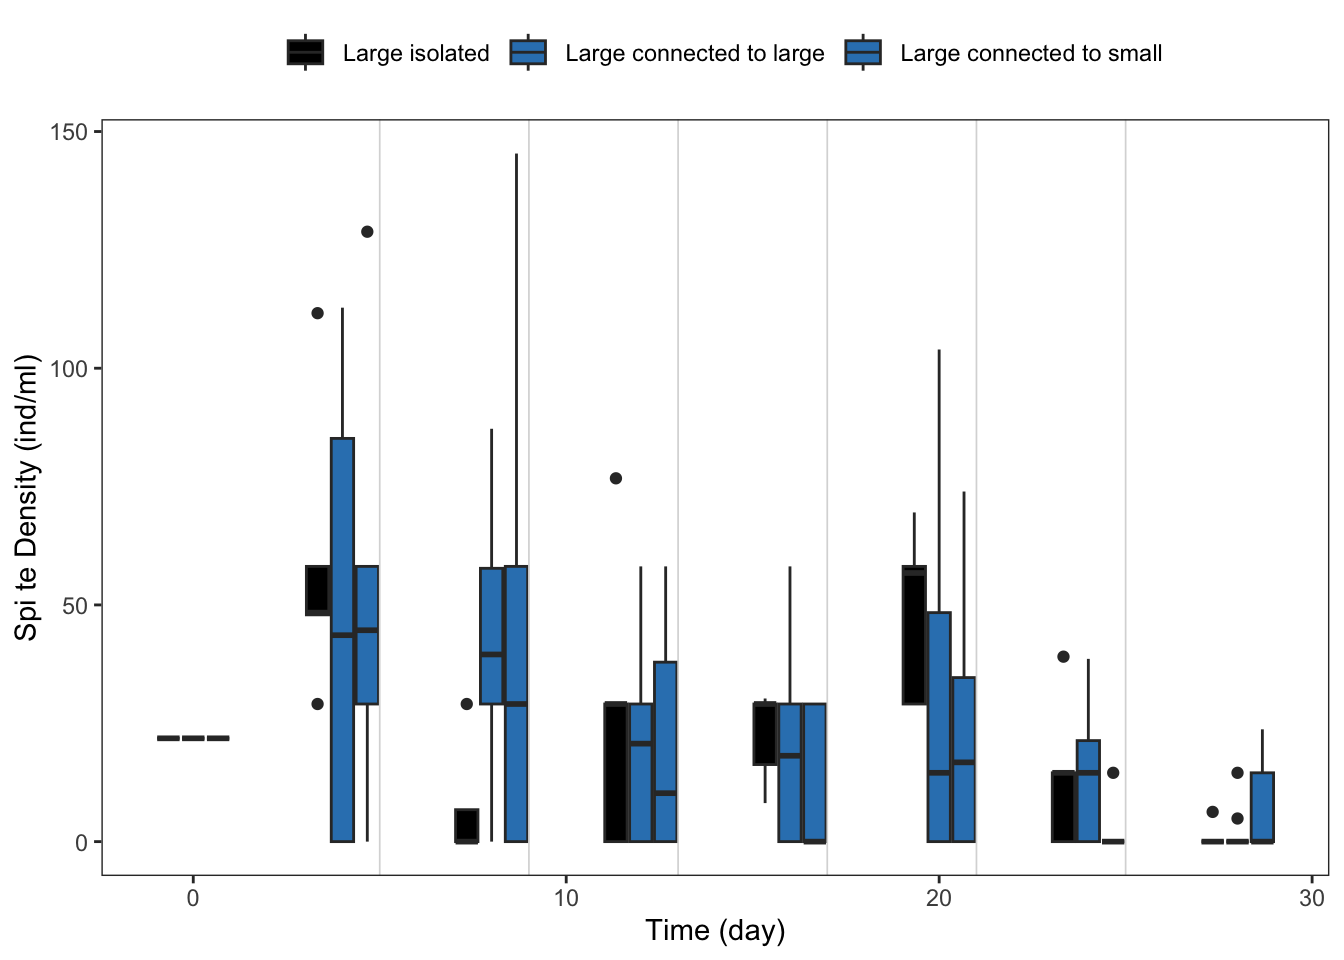 Large isolated Large connected to large Large connected to small
150
100
50
0
Spi te Density (ind/ml)
0 10 20 30
Time (day)